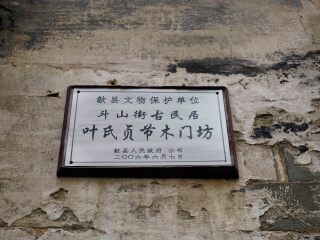 歙县文物保护单位
斗山街古民居
叶氏贞节木门坊
歙县人民政府 公布
二〇〇六年六月七日